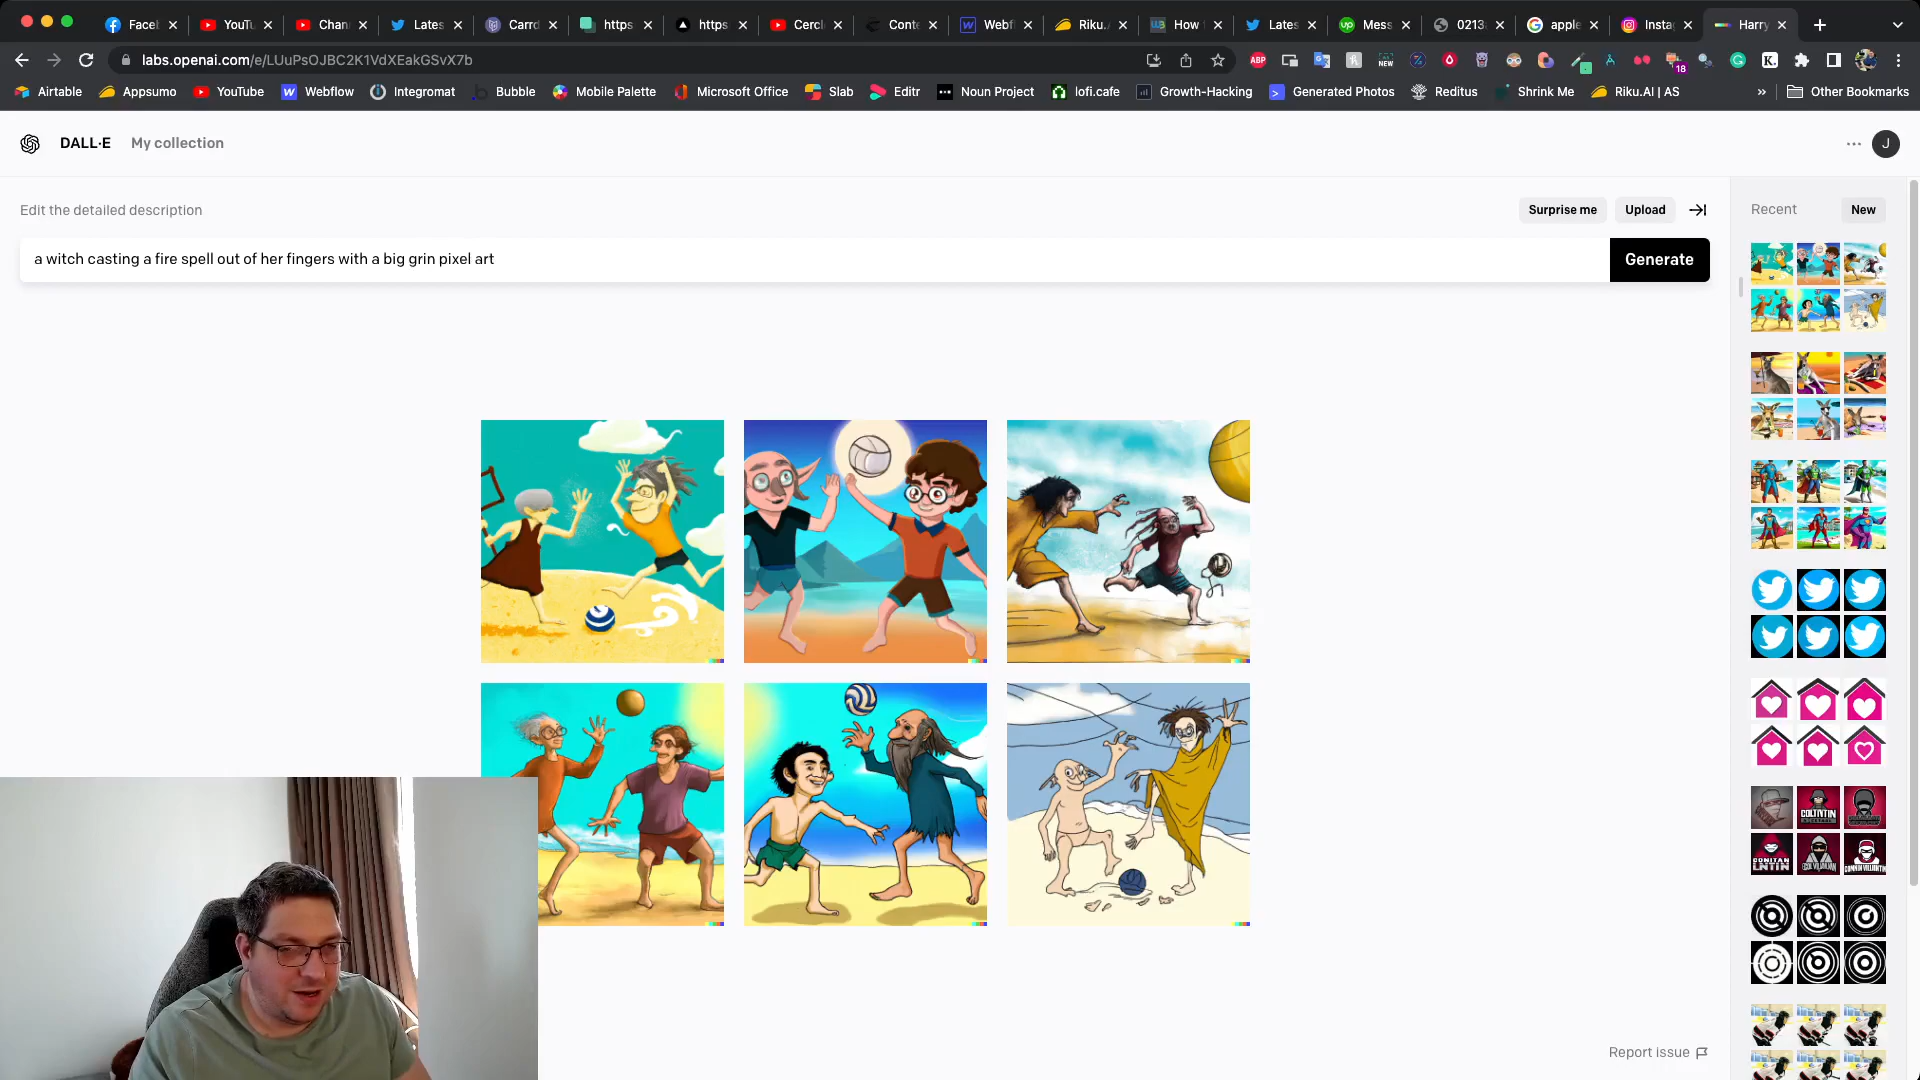 Faceb
YouTu
Chan
Lates
Carrd
https
https
Cercl
Conte
Webf
Riku.A
How
Lates
Mess
0213
apple
Insta
Harry
labs.openai.com/e/LUuPsOJBC2K1VdXEakGSvX7b
ABP
NEW
18
K.
Airtable
Appsumo
YouTube
Webflow
Integromat
Bubble
Mobile Palette
Microsoft Office
Slab
Editr
Noun Project
lofi.cafe
Growth-Hacking
Generated Photos
Reditus
Shrink Me
Riku.AI | AS
»
Other Bookmarks
DALL·E
My collection
J
Edit the detailed description
Surprise me
Upload
Recent
New
a witch casting a fire spell out of her fingers with a big grin pixel art
Generate
Report issue